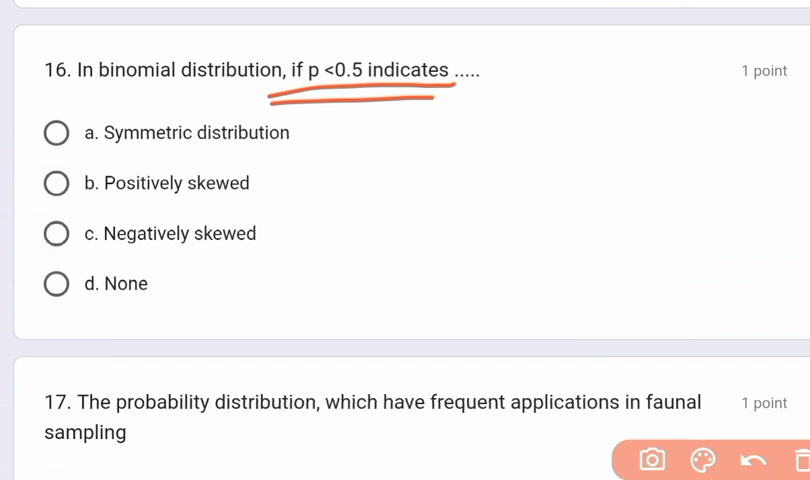 16. In binomial distribution, if p <0.5 indicates .....
1 point
a. Symmetric distribution
b. Positively skewed
c. Negatively skewed
d. None
17. The probability distribution, which have frequent applications in faunal
sampling
1 point